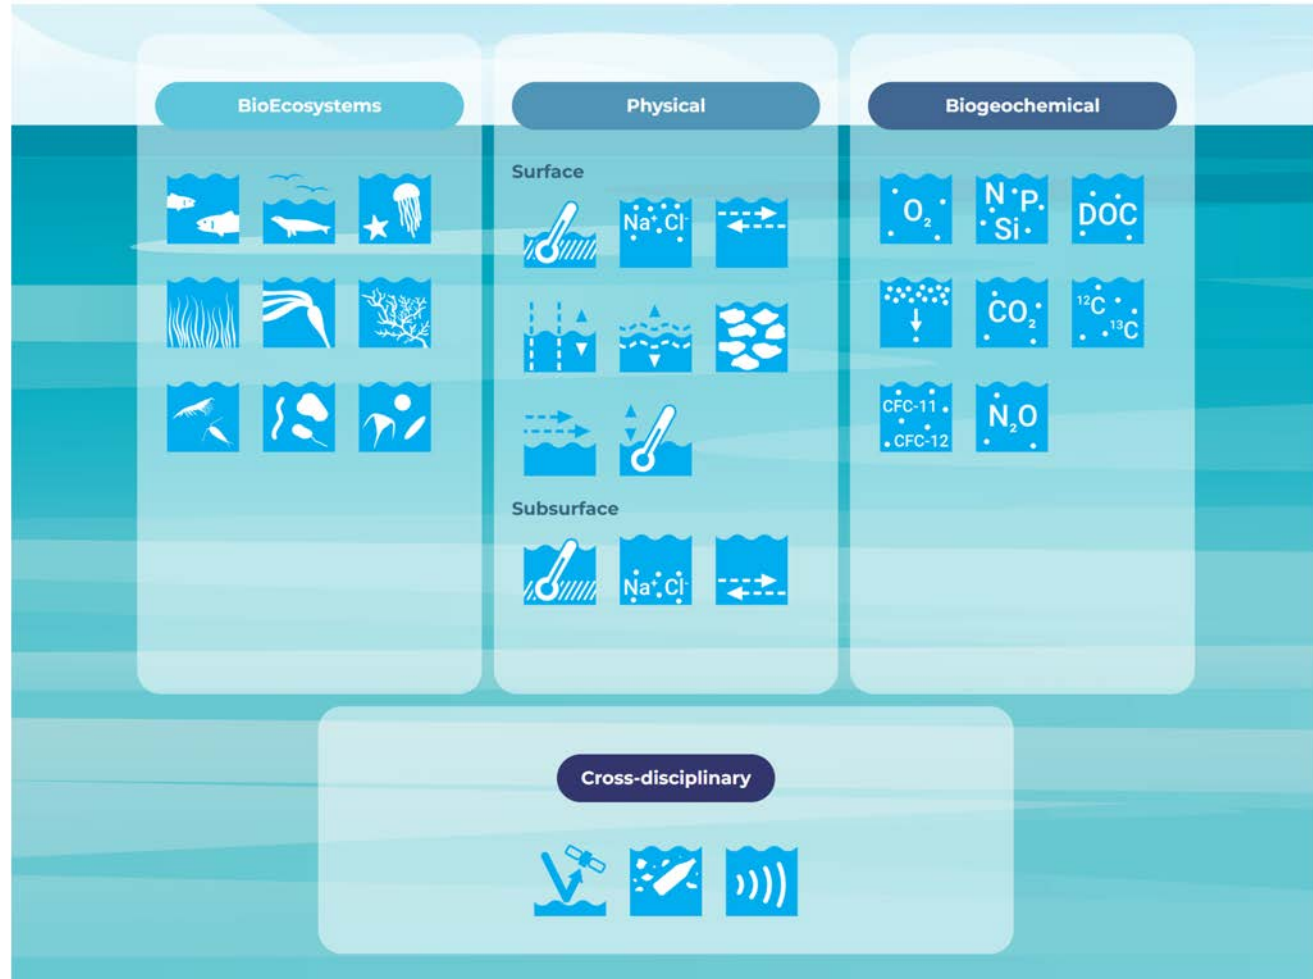 BioEcosystems
Physical
Biogeochemical
Surface
Na⁺ Cl⁻
O₂
N P
Si
DOC
CO₂
¹²C
¹³C
CFC-11
CFC-12
N₂O
Subsurface
Na⁺ Cl⁻
Cross-disciplinary